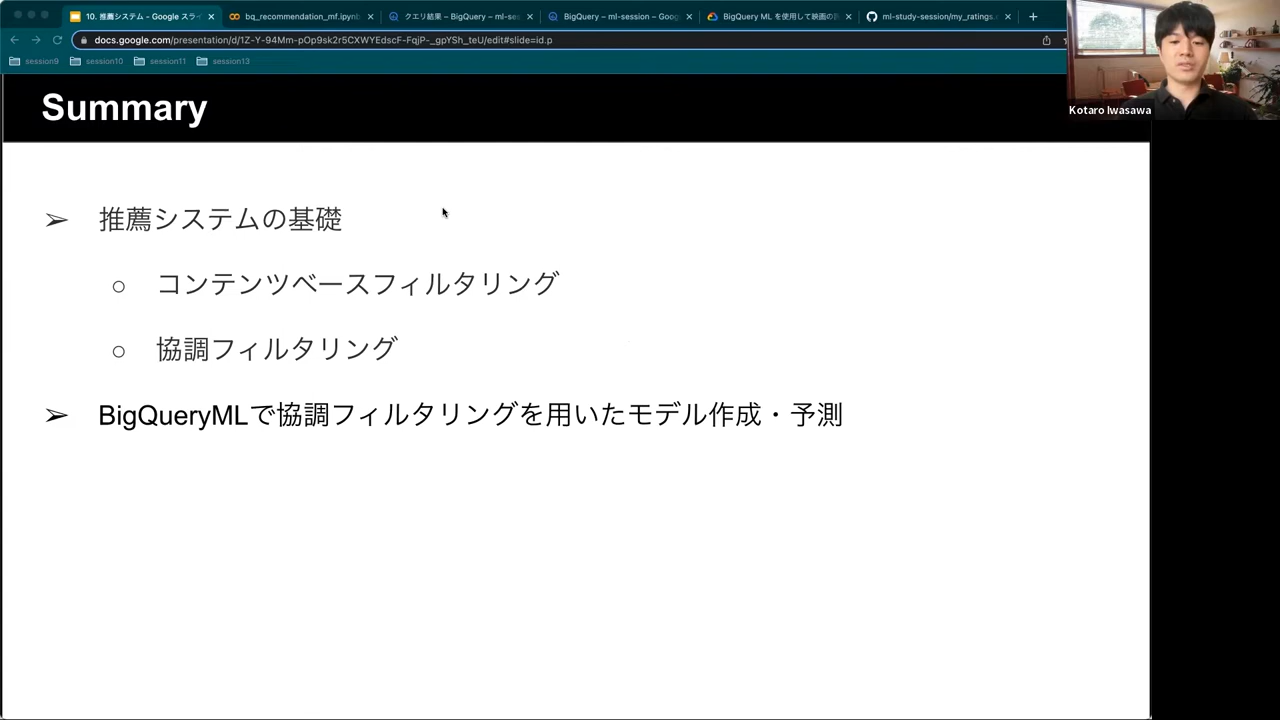 10. 推薦システム - Google スライ
bq_recommendation_mf.ipynb
クエリ結果 – BigQuery – ml-ses
BigQuery – ml-session – Goog
BigQuery ML を使用して映画の
ml-study-session/my_ratings.
docs.google.com/presentation/d/1Z-Y-94Mm-pOp9sk2r5CXWYEdscF-FqjP-_gpYSh_teU/edit#slide=id.p
session9
session10
session11
session13
Kotaro Iwasawa
Summary
➢ 推薦システムの基礎
○ コンテンツベースフィルタリング
○ 協調フィルタリング
➢ BigQueryMLで協調フィルタリングを用いたモデル作成・予測